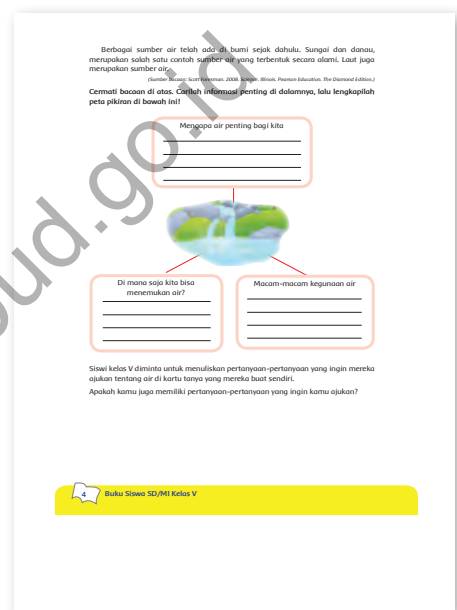 Berbagai sumber air telah ada di bumi sejak dahulu. Sungai dan danau,
merupakan salah satu contoh sumber air yang terbentuk secara alami. Laut juga
merupakan sumber air.
(Sumber bacaan: Scott Foresman. 2008. Science. Illinois. Pearson Education. The Diamond Edition.)
Cermati bacaan di atas. Carilah informasi penting di dalamnya, lalu lengkapilah
peta pikiran di bawah ini!
Mengapa air penting bagi kita
Di mana saja kita bisa
menemukan air?
Macam-macam kegunaan air
Siswi kelas V diminta untuk menuliskan pertanyaan-pertanyaan yang ingin mereka
ajukan tentang air di kartu tanya yang mereka buat sendiri.
Apakah kamu juga memiliki pertanyaan-pertanyaan yang ingin kamu ajukan?
4 Buku Siswa SD/MI Kelas V
ud.go.id